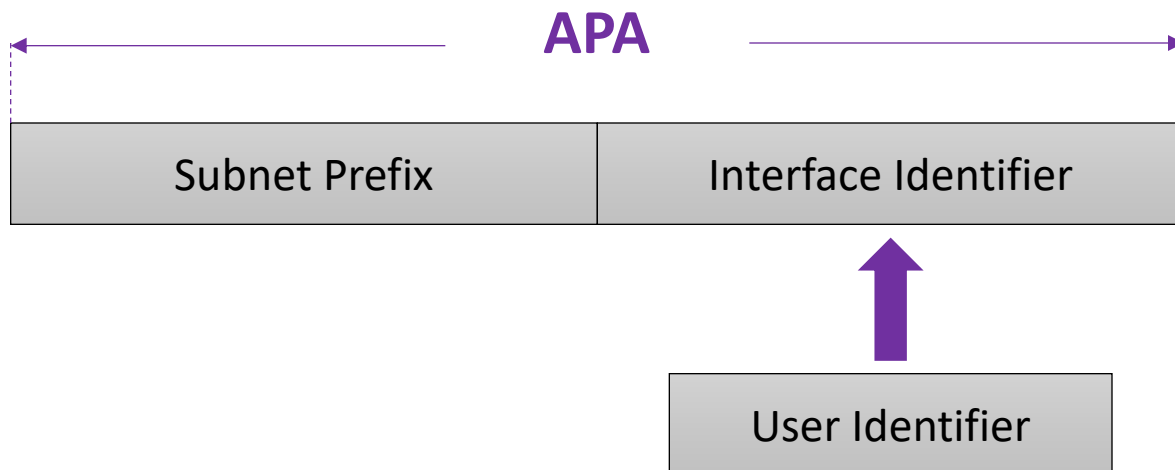 APA
Subnet Prefix
Interface Identifier
User Identifier